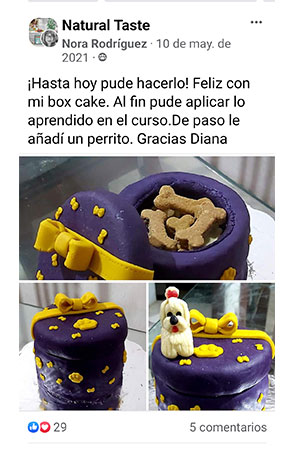 Natural Taste
Nora Rodríguez · 10 de may. de
2021 ·
¡Hasta hoy pude hacerlo! Feliz con
mi box cake. Al fin pude aplicar lo
aprendido en el curso.De paso le
añadí un perrito. Gracias Diana
29
5 comentarios